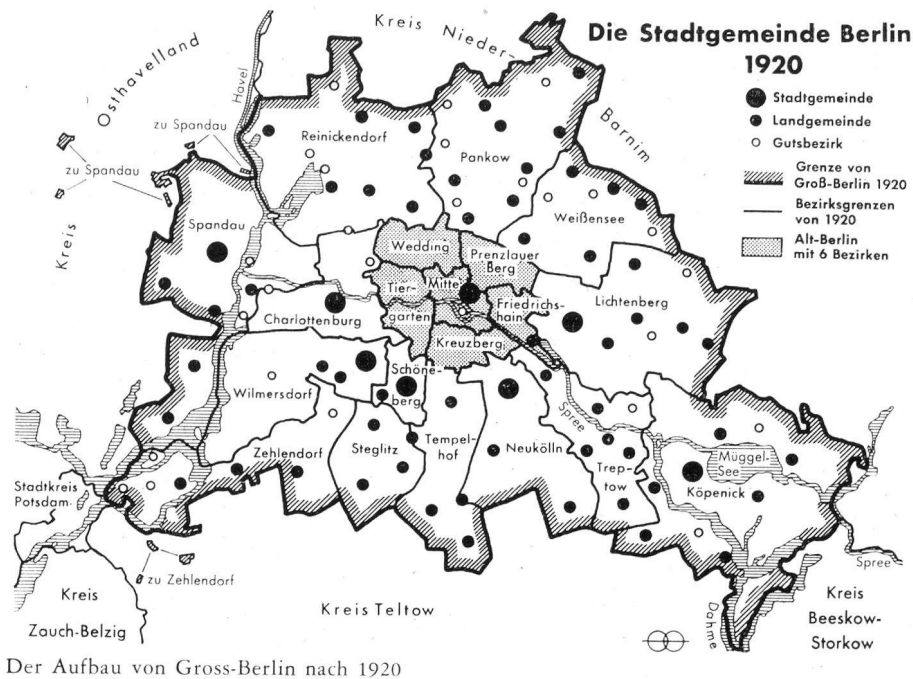 Die Stadtgemeinde Berlin
1920
Stadtgemeinde
Landgemeinde
Gutsbezirk
Grenze von
Groß-Berlin 1920
Bezirksgrenzen
von 1920
Alt-Berlin
mit 6 Bezirken
Kreis Nieder-
Barnim
Osthavelland
Kreis
Havel
zu Spandau
zu Spandau
Reinickendorf
Pankow
Weißensee
Spandau
Wedding
Prenzlauer
Berg
Tier-
garten
Mitte
Friedrichs-
hain
Lichtenberg
Charlottenburg
Kreuzberg
Schöne-
berg
Wilmersdorf
Spree
Zehlendorf
Steglitz
Tempel-
hof
Neukölln
Trep-
tow
Müggel-
See
Köpenick
Stadtkreis
Potsdam
zu Zehlendorf
Spree
Kreis
Zauch-Belzig
Kreis Teltow
Dahme
Kreis
Beeskow-
Storkow
Der Aufbau von Gross-Berlin nach 1920